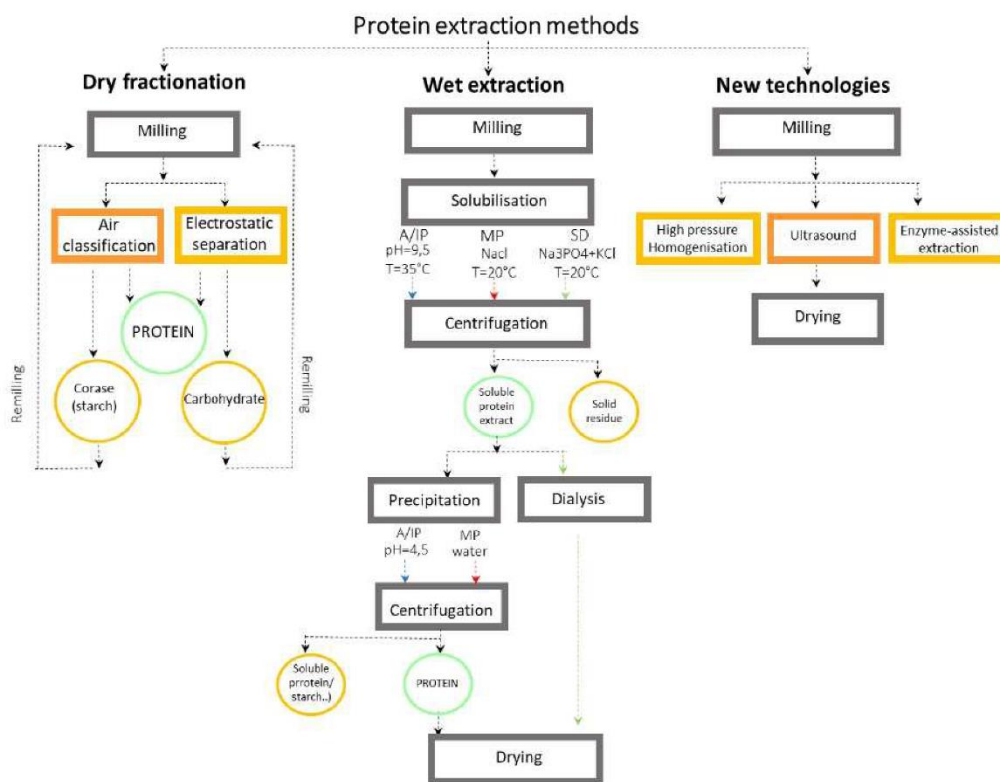 Protein extraction methods
Dry fractionation
Milling
Air
classification
Electrostatic
separation
PROTEIN
Corase
(starch)
Carbohydrate
Remilling
Remilling
Wet extraction
Milling
Solubilisation
A/IP
pH=9,5
T=35°C
MP
Nacl
T=20°C
SD
Na3PO4+KCl
T=20°C
Centrifugation
Soluble
protein
extract
Solid
residue
Precipitation
Dialysis
A/IP
pH=4,5
MP
water
Centrifugation
Soluble
prrotein/
starch..)
PROTEIN
Drying
New technologies
Milling
High pressure
Homogenisation
Ultrasound
Enzyme-assisted
extraction
Drying